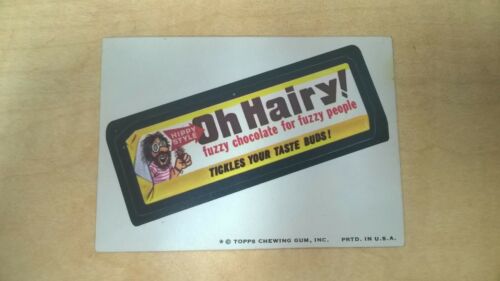 HIPPY
STYLE
Oh Hairy!
fuzzy chocolate for fuzzy people
TICKLES YOUR TASTE BUDS!
* © TOPPS CHEWING GUM, INC. PRTD. IN U.S.A.